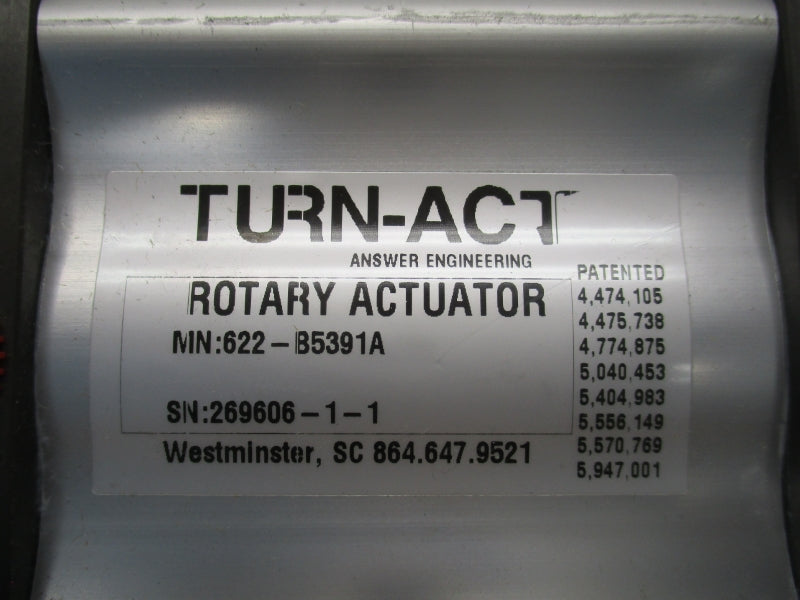 TURN-ACT
ANSWER ENGINEERING
ROTARY ACTUATOR
MN:622-B5391A
SN:269606-1-1
Westminster, SC 864.647.9521
PATENTED
4,474,105
4,475,738
4,774,875
5,040,453
5,404,983
5,556,149
5,570,769
5,947,001